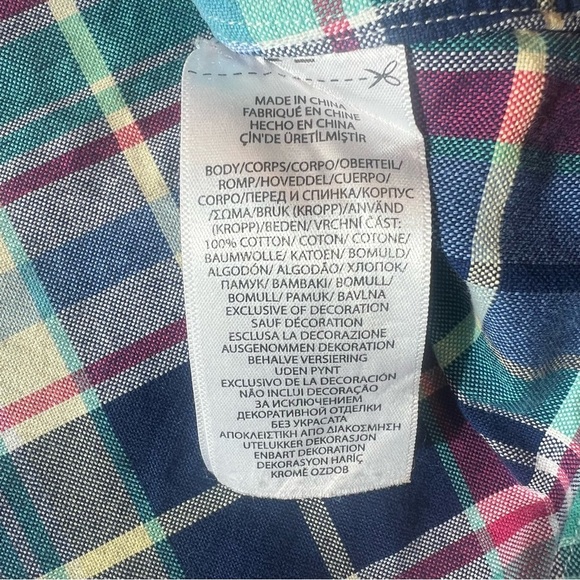 MADE IN CHINA
FABRIQUÉ EN CHINE
HECHO EN CHINA
ÇİN'DE ÜRETİLMİŞTİR
BODY/CORPS/CORPO/OBERTEIL/
ROMP/HOVEDDEL/CUERPO/
CORPO/ПЕРЕД И СПИНКА/КОРПУС
/ΣΩΜΑ/BRUK (KROPP)/ANVÄND
(KROPP)/BEDEN/ VRCHNÍ ČÁST:
100% COTTON/ COTON/ COTONE/
BAUMWOLLE/ KATOEN/ BOMULD/
ALGODÓN/ ALGODÃO/ ХЛОПОК/
ПАМУК/ BAMBAKI/ BOMULL/
BOMULL/ PAMUK/ BAVLNA
EXCLUSIVE OF DECORATION
SAUF DÉCORATION
ESCLUSA LA DECORAZIONE
AUSGENOMMEN DEKORATION
BEHALVE VERSIERING
UDEN PYNT
EXCLUSIVO DE LA DECORACIÓN
NÃO INCLUI DECORAÇÃO
ЗА ИСКЛЮЧЕНИЕМ
ДЕКОРАТИВНОЙ ОТДЕЛКИ
БЕЗ УКРАСАТА
ΑΠΟΚΛΕΙΣΤΙΚΗ ΑΠΟ ΔΙΑΚΟΣΜΗΣΗ
UTELUKKER DEKORASJON
ENBART DEKORATION
DEKORASYON HARİÇ
KROMĚ OZDOB